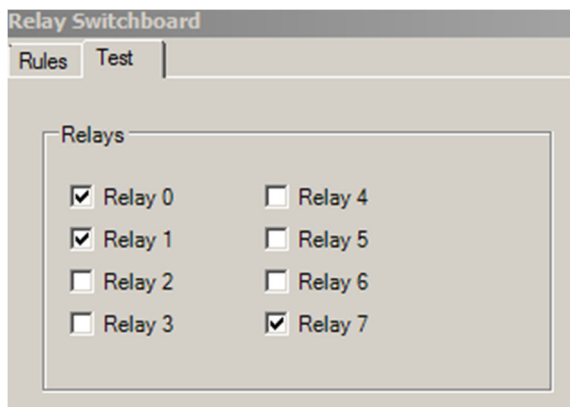 Relay Switchboard
Rules Test
Relays
Relay 0 Relay 4
Relay 1 Relay 5
Relay 2 Relay 6
Relay 3 Relay 7